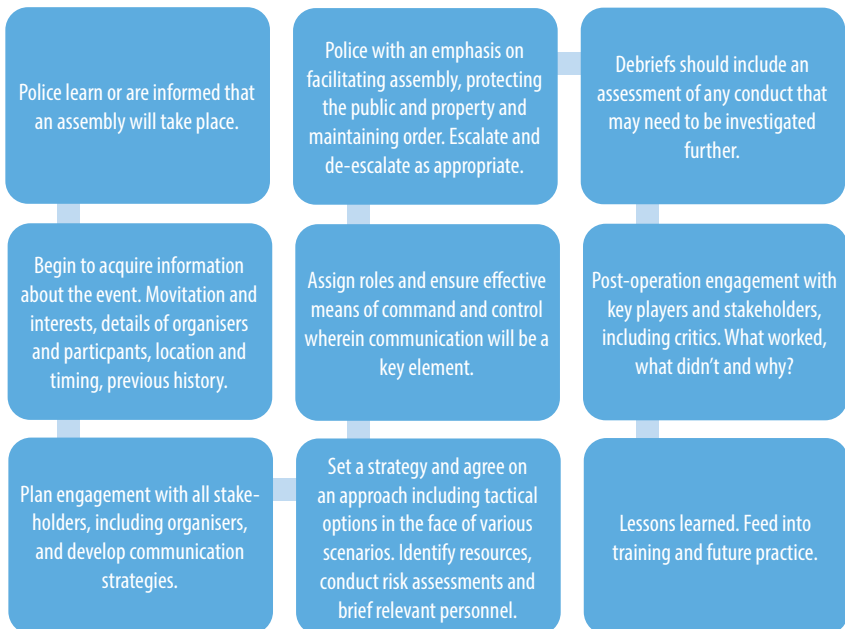 Police learn or are informed that
an assembly will take place.
Begin to acquire information
about the event. Movitation and
interests, details of organisers
and particpants, location and
timing, previous history.
Plan engagement with all stake-
holders, including organisers,
and develop communication
strategies.
Set a strategy and agree on
an approach including tactical
options in the face of various
scenarios. Identify resources,
conduct risk assessments and
brief relevant personnel.
Assign roles and ensure effective
means of command and control
wherein communication will be a
key element.
Police with an emphasis on
facilitating assembly, protecting
the public and property and
maintaining order. Escalate and
de-escalate as appropriate.
Debriefs should include an
assessment of any conduct that
may need to be investigated
further.
Post-operation engagement with
key players and stakeholders,
including critics. What worked,
what didn't and why?
Lessons learned. Feed into
training and future practice.